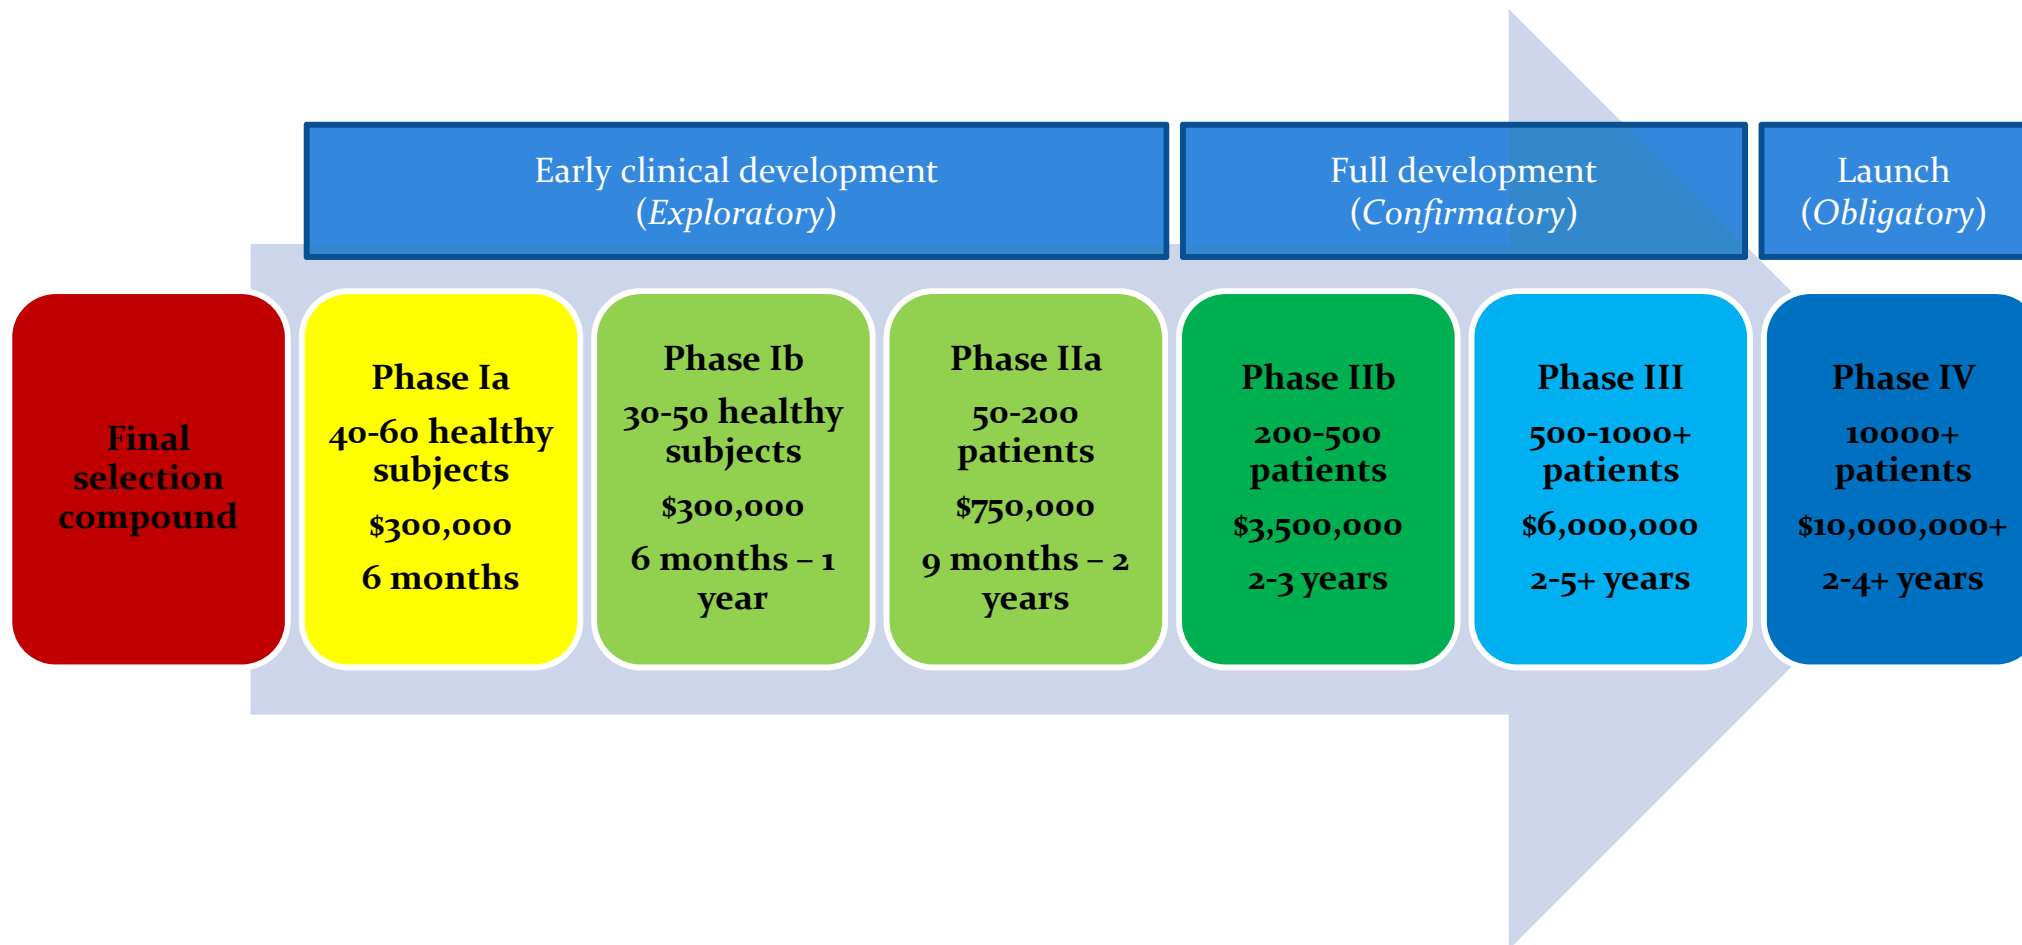 Early clinical development
(Exploratory)
Full development
(Confirmatory)
Launch
(Obligatory)
Final
selection
compound
Phase Ia
40-60 healthy
subjects
$300,000
6 months
Phase Ib
30-50 healthy
subjects
$300,000
6 months – 1
year
Phase IIa
50-200
patients
$750,000
9 months – 2
years
Phase IIb
200-500
patients
$3,500,000
2-3 years
Phase III
500-1000+
patients
$6,000,000
2-5+ years
Phase IV
10000+
patients
$10,000,000+
2-4+ years